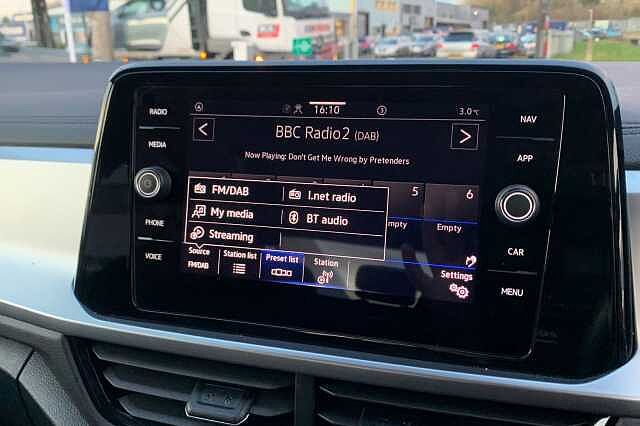 RADIO
MEDIA
PHONE
VOICE
16:10
3.0°C
<
BBC Radio2 (DAB)
>
Now Playing: Don't Get Me Wrong by Pretenders
FM/DAB
I.net radio
My media
BT audio
Streaming
5
6
mpty
Empty
Source
FM/DAB
Station list
Preset list
Station
Settings
NAV
APP
CAR
MENU